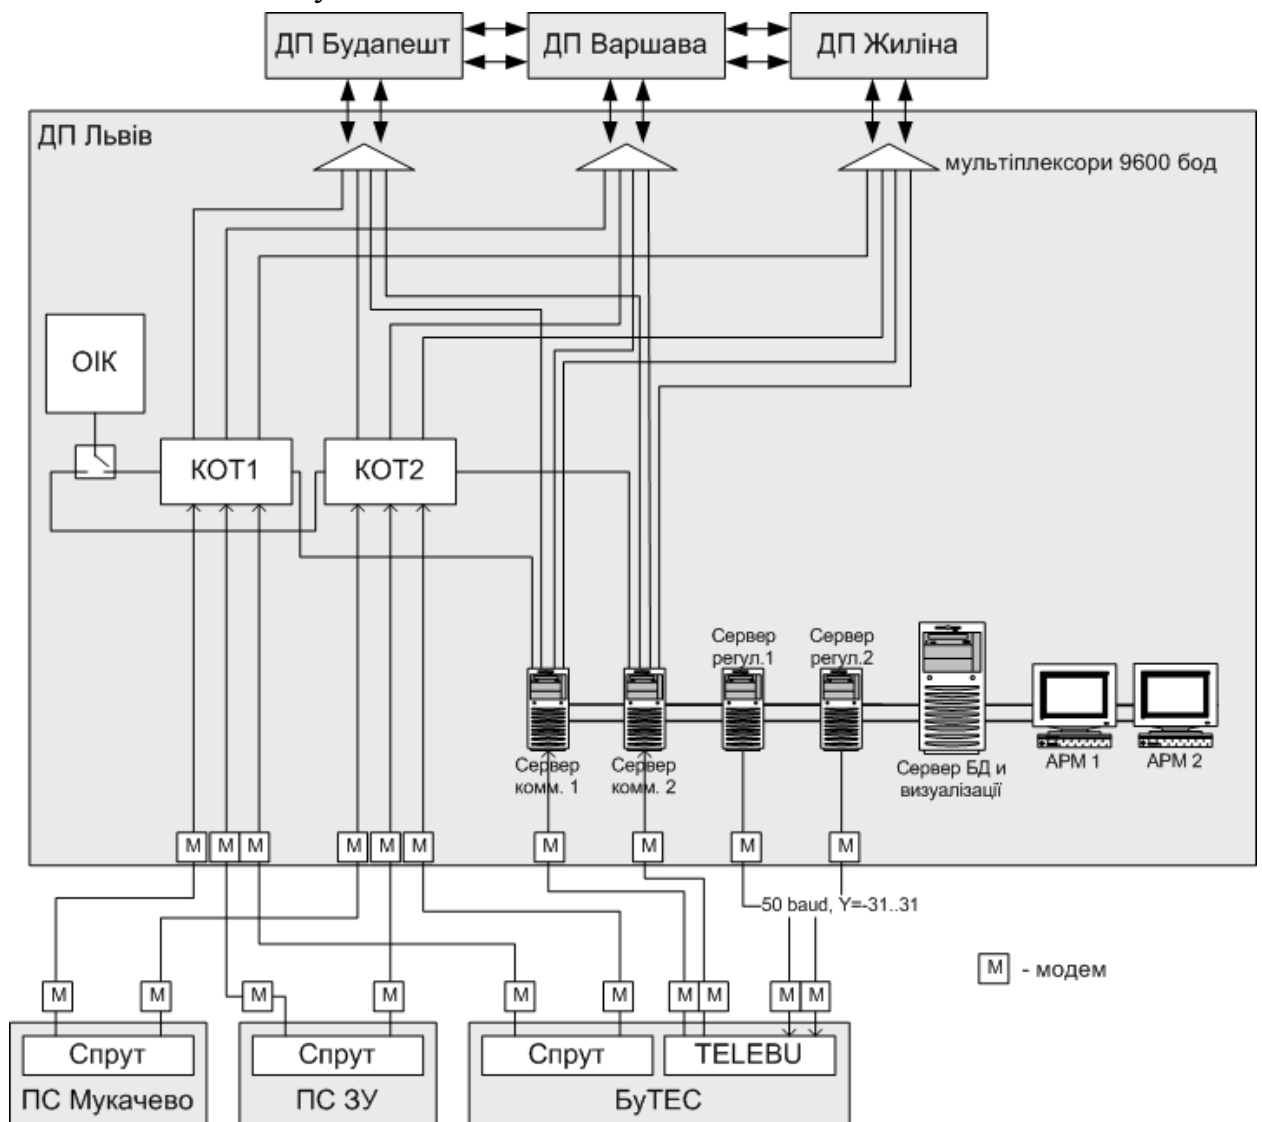 ДП Будапешт
ДП Варшава
ДП Жиліна
ДП Львів
мультіплексори 9600 бод
ОІК
КОТ1
КОТ2
Сервер
регул.1
Сервер
регул.2
Сервер
комм. 1
Сервер
комм. 2
Сервер БД и
визуалізації
АРМ 1
АРМ 2
М
М
М
М
М
М
М
М
М
М
50 baud, Y=-31..31
М - модем
М
М
М
М
М
М
М
М
М
М
Спрут
Спрут
Спрут
TELEBU
ПС Мукачево
ПС ЗУ
БуТЕС